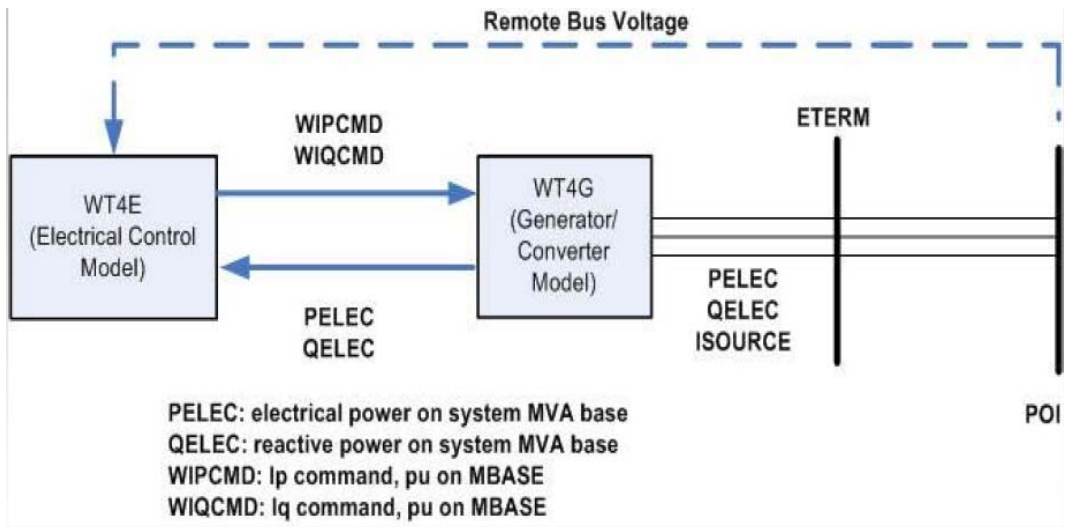 Remote Bus Voltage
WIPCMD
WIQCMD
ETERM
WT4E
(Electrical Control
Model)
WT4G
(Generator/
Converter
Model)
PELEC
QELEC
PELEC
QELEC
ISOURCE
POI
PELEC: electrical power on system MVA base
QELEC: reactive power on system MVA base
WIPCMD: Ip command, pu on MBASE
WIQCMD: Iq command, pu on MBASE